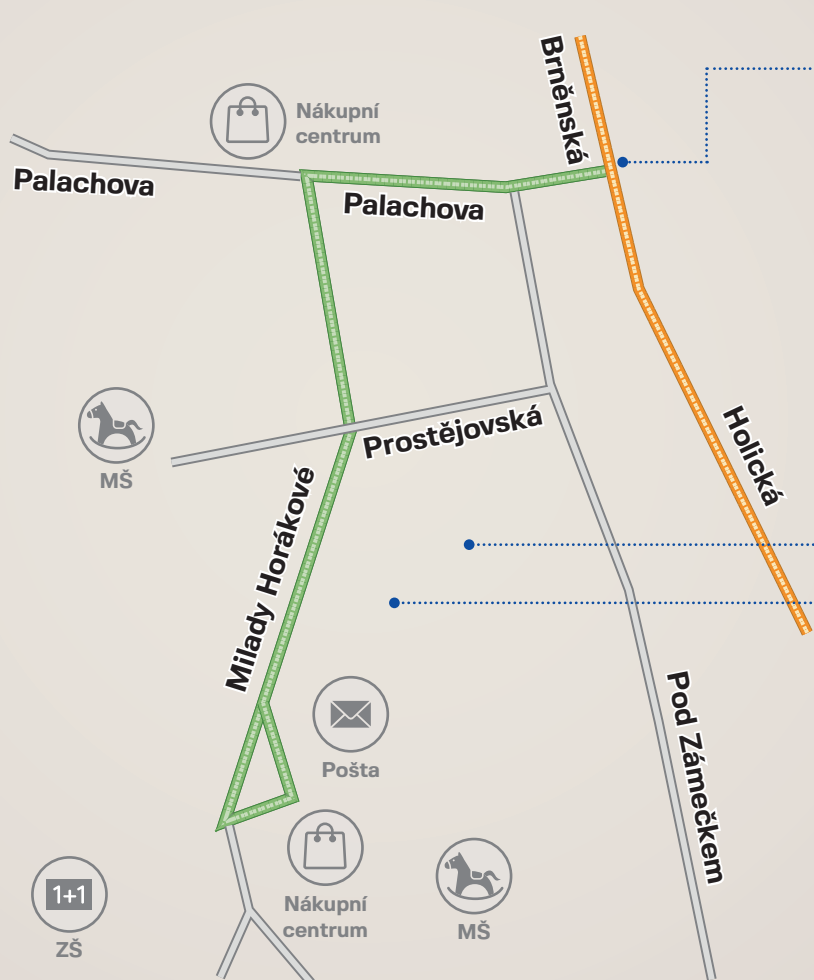 Brněnská
Nákupní
centrum
Palachova
Palachova
Holická
Prostějovská
MŠ
Milady Horákové
Pod Zámečkem
Pošta
1+1
ZŠ
Nákupní
centrum
MŠ